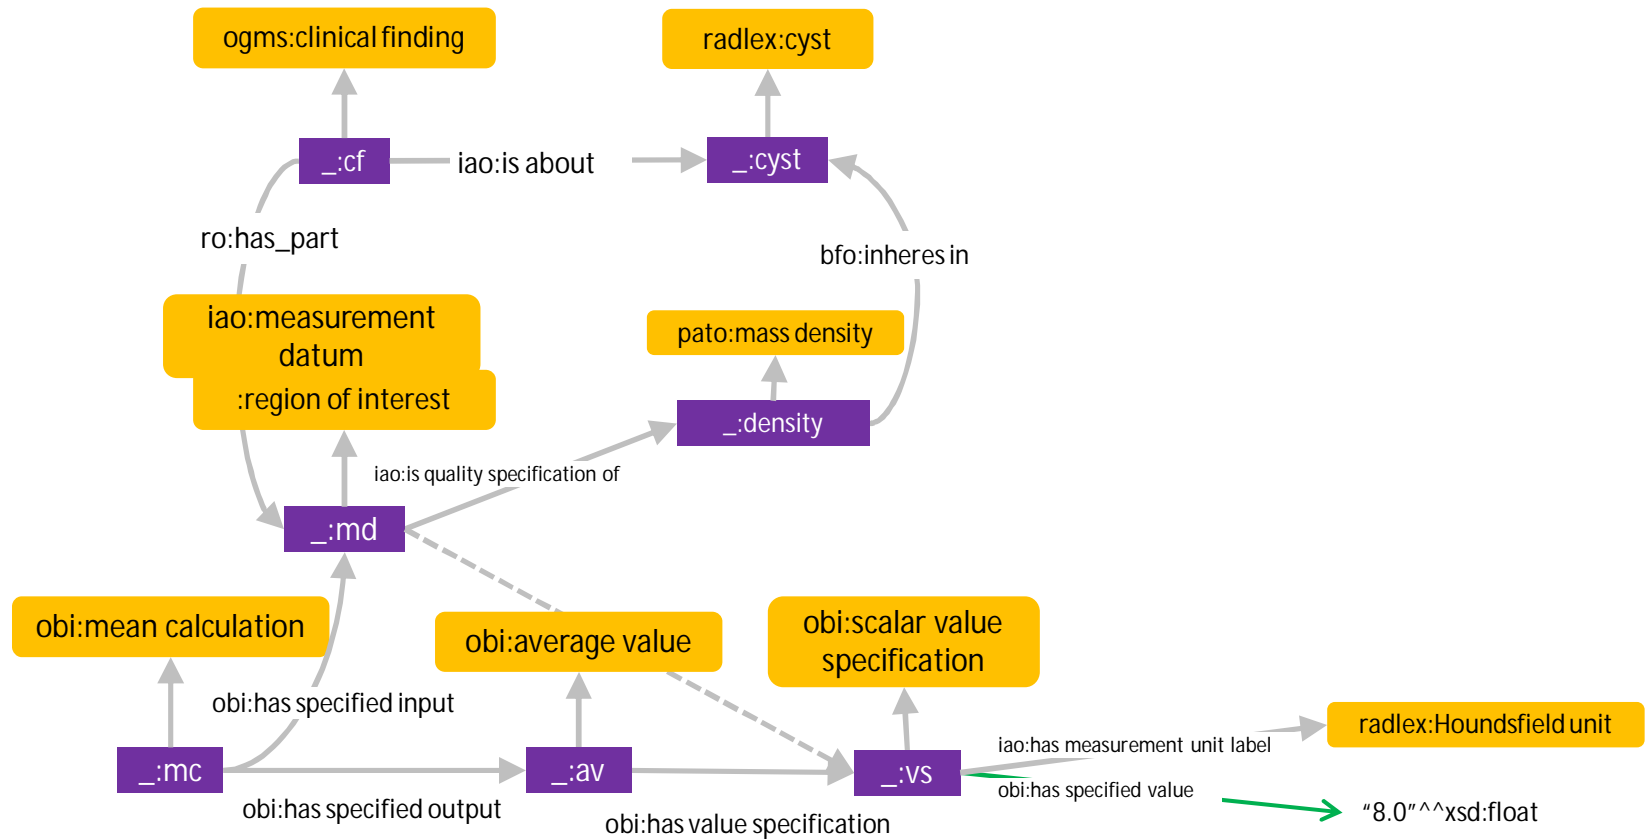 ogms:clinical finding
radlex:cyst
_:cf
iao:is about
_:cyst
ro:has_part
bfo:inheres in
iao:measurement
datum
pato:mass density
:region of interest
_:density
iao:is quality specification of
_:md
obi:mean calculation
obi:average value
obi:scalar value
specification
obi:has specified input
radlex:Houndsfield unit
iao:has measurement unit label
_:mc
_:av
_:vs
obi:has specified value
obi:has specified output
obi:has value specification
“8.0”^^xsd:float